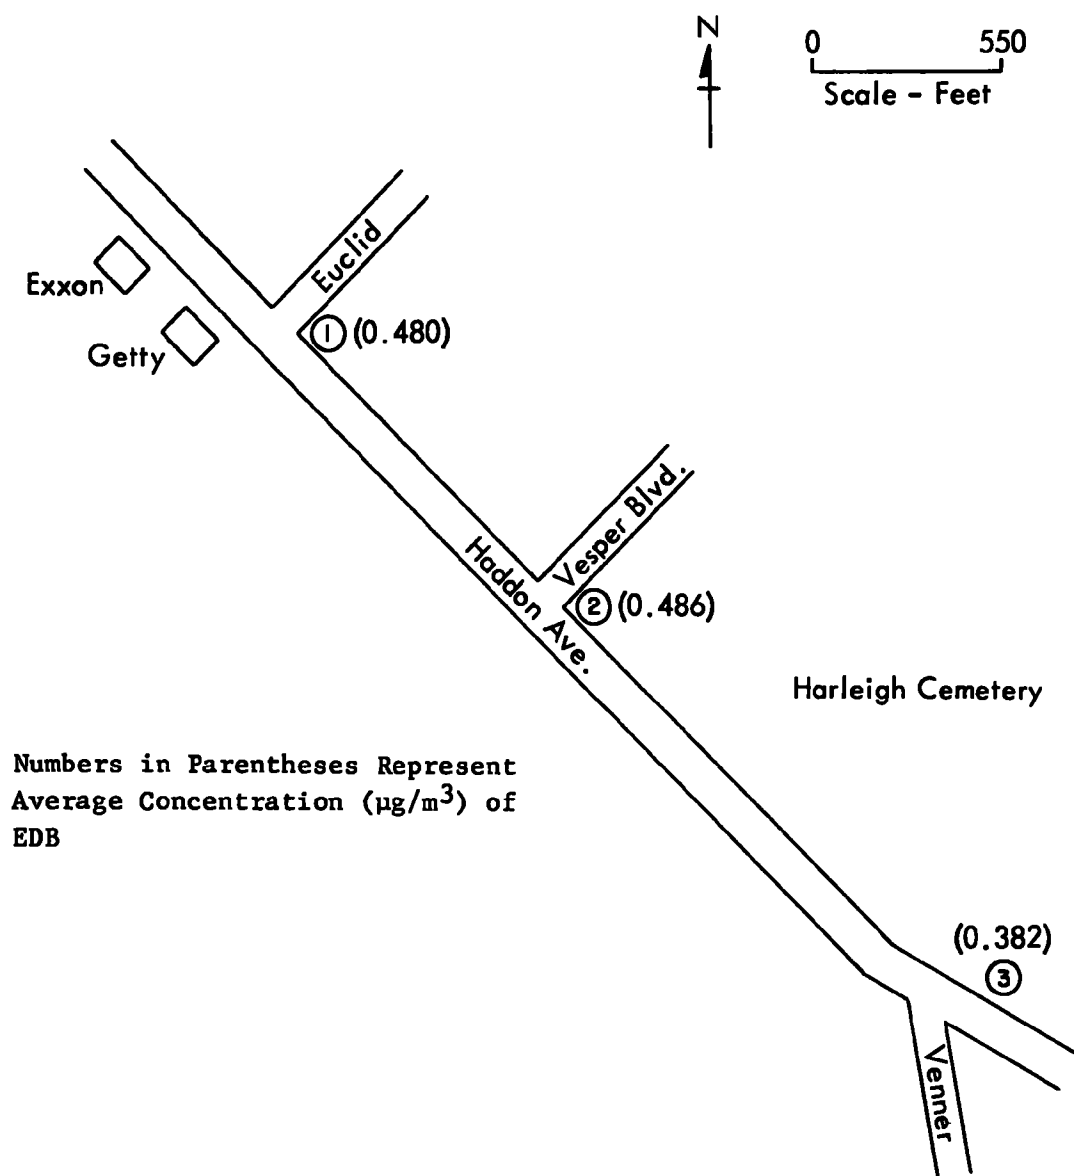 N
0 550
Scale - Feet
Euclid
Exxon
Getty
1 (0.480)
Vesper Blvd.
Haddon Ave.
2 (0.486)
Harleigh Cemetery
Numbers in Parentheses Represent
Average Concentration (µg/m³) of
EDB
(0.382)
3
Venner